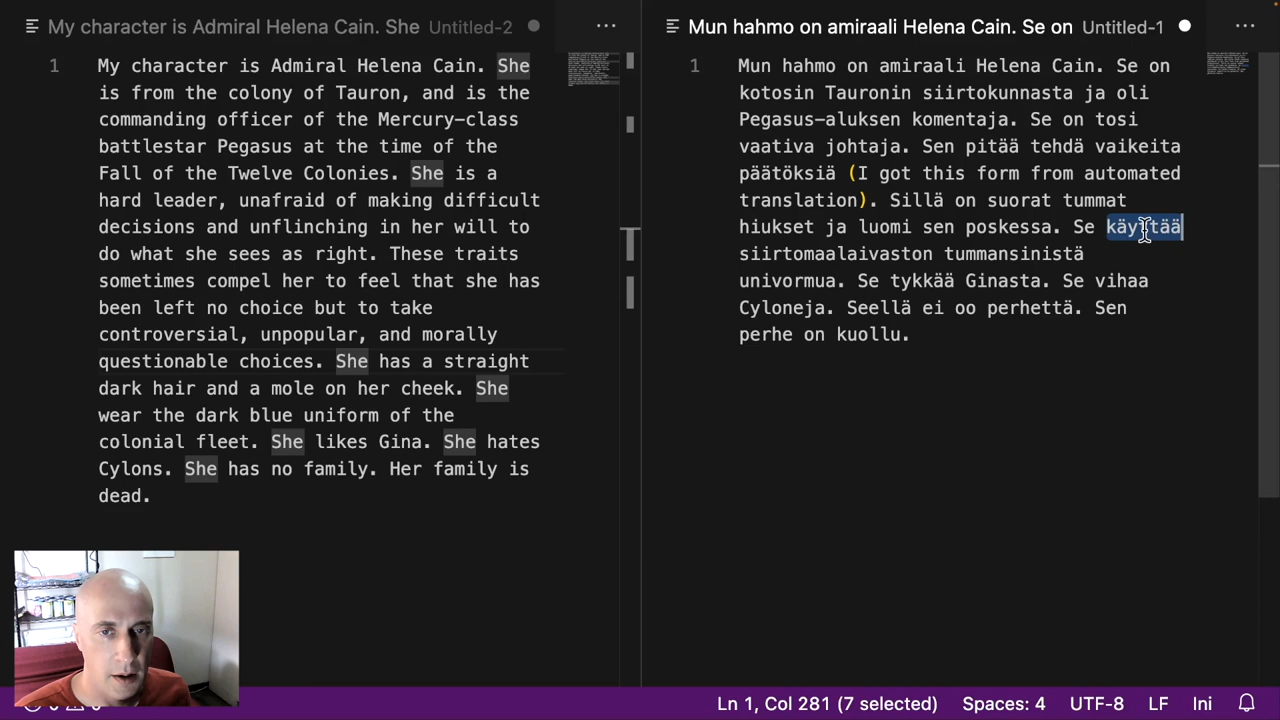 My character is Admiral Helena Cain. She Untitled-2
Mun hahmo on amiraali Helena Cain. Se on Untitled-1
1 My character is Admiral Helena Cain. She
is from the colony of Tauron, and is the
commanding officer of the Mercury-class
battlestar Pegasus at the time of the
Fall of the Twelve Colonies. She is a
hard leader, unafraid of making difficult
decisions and unflinching in her will to
do what she sees as right. These traits
sometimes compel her to feel that she has
been left no choice but to take
controversial, unpopular, and morally
questionable choices. She has a straight
dark hair and a mole on her cheek. She
wear the dark blue uniform of the
colonial fleet. She likes Gina. She hates
Cylons. She has no family. Her family is
dead.
1 Mun hahmo on amiraali Helena Cain. Se on
kotosin Tauronin siirtokunnasta ja oli
Pegasus-aluksen komentaja. Se on tosi
vaativa johtaja. Sen pitää tehdä vaikeita
päätöksiä (I got this form from automated
translation). Sillä on suorat tummat
hiukset ja luomi sen poskessa. Se käyttää
siirtomaalaivaston tummansinistä
univormua. Se tykkää Ginasta. Se vihaa
Cyloneja. Seellä ei oo perhettä. Sen
perhe on kuollu.
Ln 1, Col 281 (7 selected) Spaces: 4 UTF-8 LF Ini